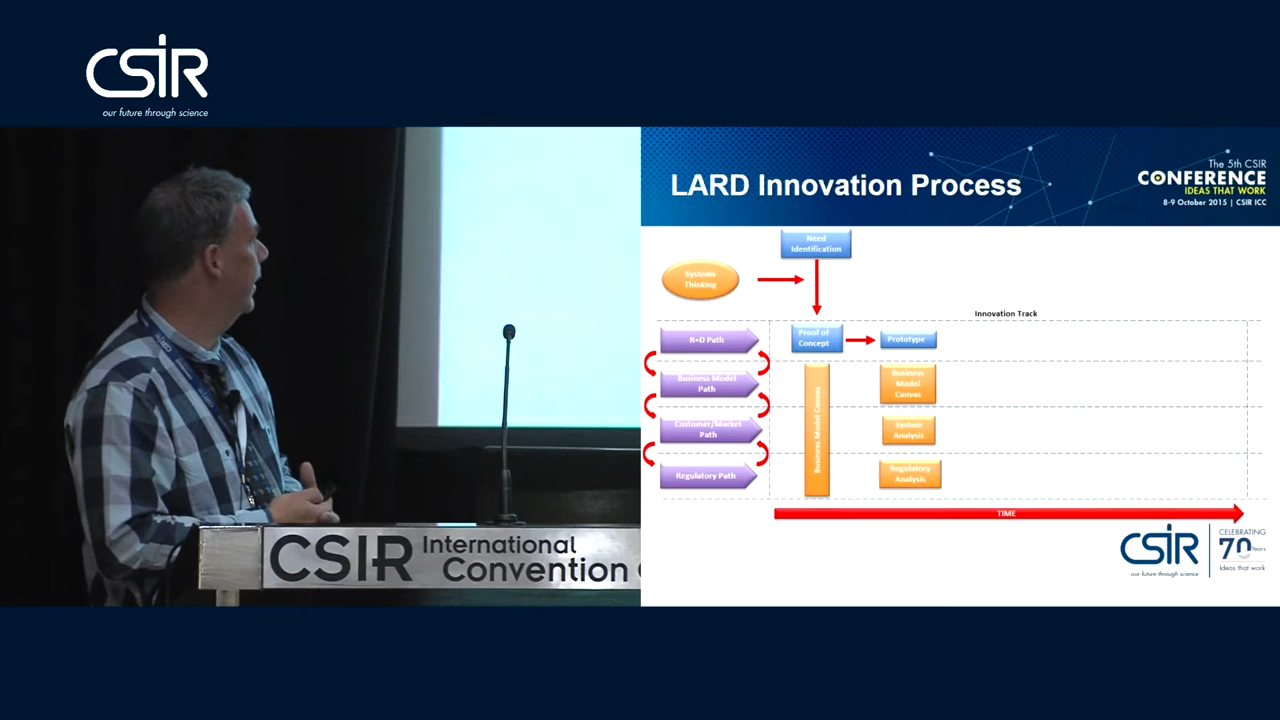 CSIR
our future through science
LARD Innovation Process
The 5th CSIR
CONFERENCE
IDEAS THAT WORK
8-9 October 2015 | CSIR ICC
Need
Identification
Systems
Thinking
Innovation Track
R+D Path
Proof of
Concept
Prototype
Business Model
Path
Business Model Canvas
Business
Model
Canvas
Customer/Market
Path
System
Analysis
Regulatory Path
Regulatory
Analysis
TIME
CSIR
our future through science
CELEBRATING
70 Years
Ideas that work
CSIR International
Convention